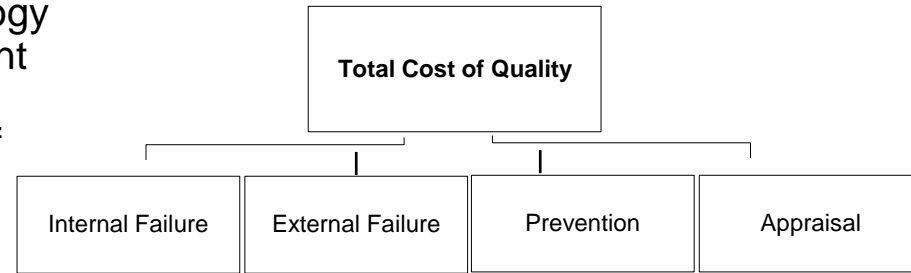 Total Cost of Quality
Internal Failure
External Failure
Prevention
Appraisal